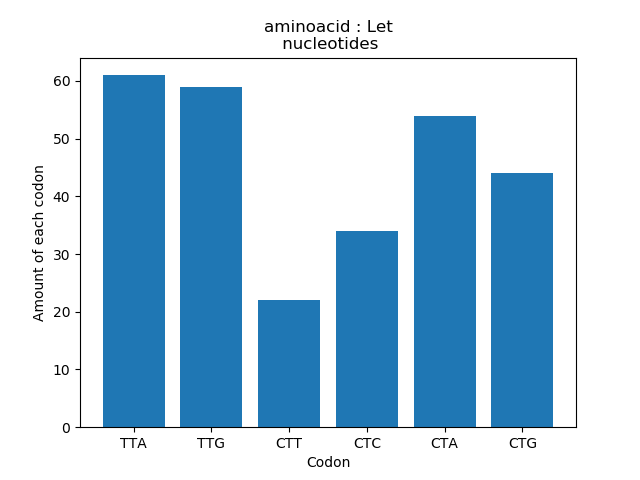 aminoacid : Let
nucleotides
60
50
40
30
20
10
0
Amount of each codon
TTA TTG CTT CTC CTA CTG
Codon